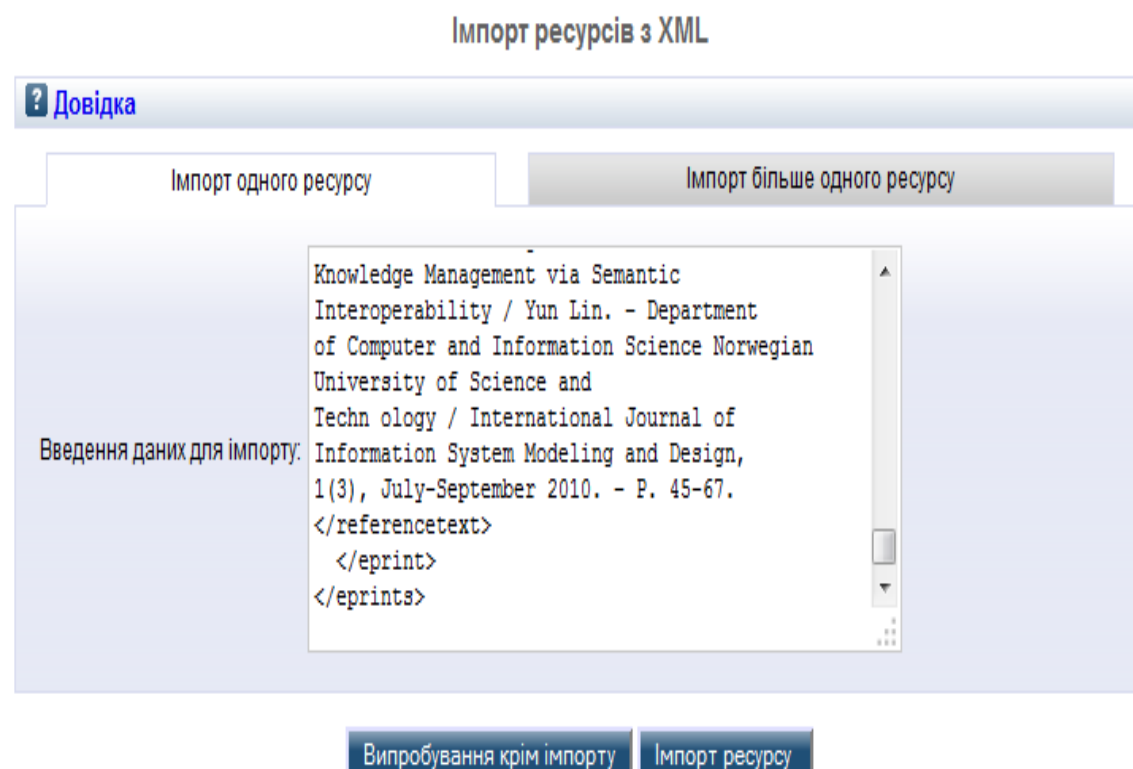 Імпорт ресурсів з XML
? Довідка
Імпорт одного ресурсу
Імпорт більше одного ресурсу
Введення даних для імпорту:
Knowledge Management via Semantic
Interoperability / Yun Lin. – Department
of Computer and Information Science Norwegian
University of Science and
Techn ology / International Journal of
Information System Modeling and Design,
1(3), July-September 2010. – P. 45-67.
</referencetext>
</eprint>
</eprints>
Випробування крім імпорту
Імпорт ресурсу